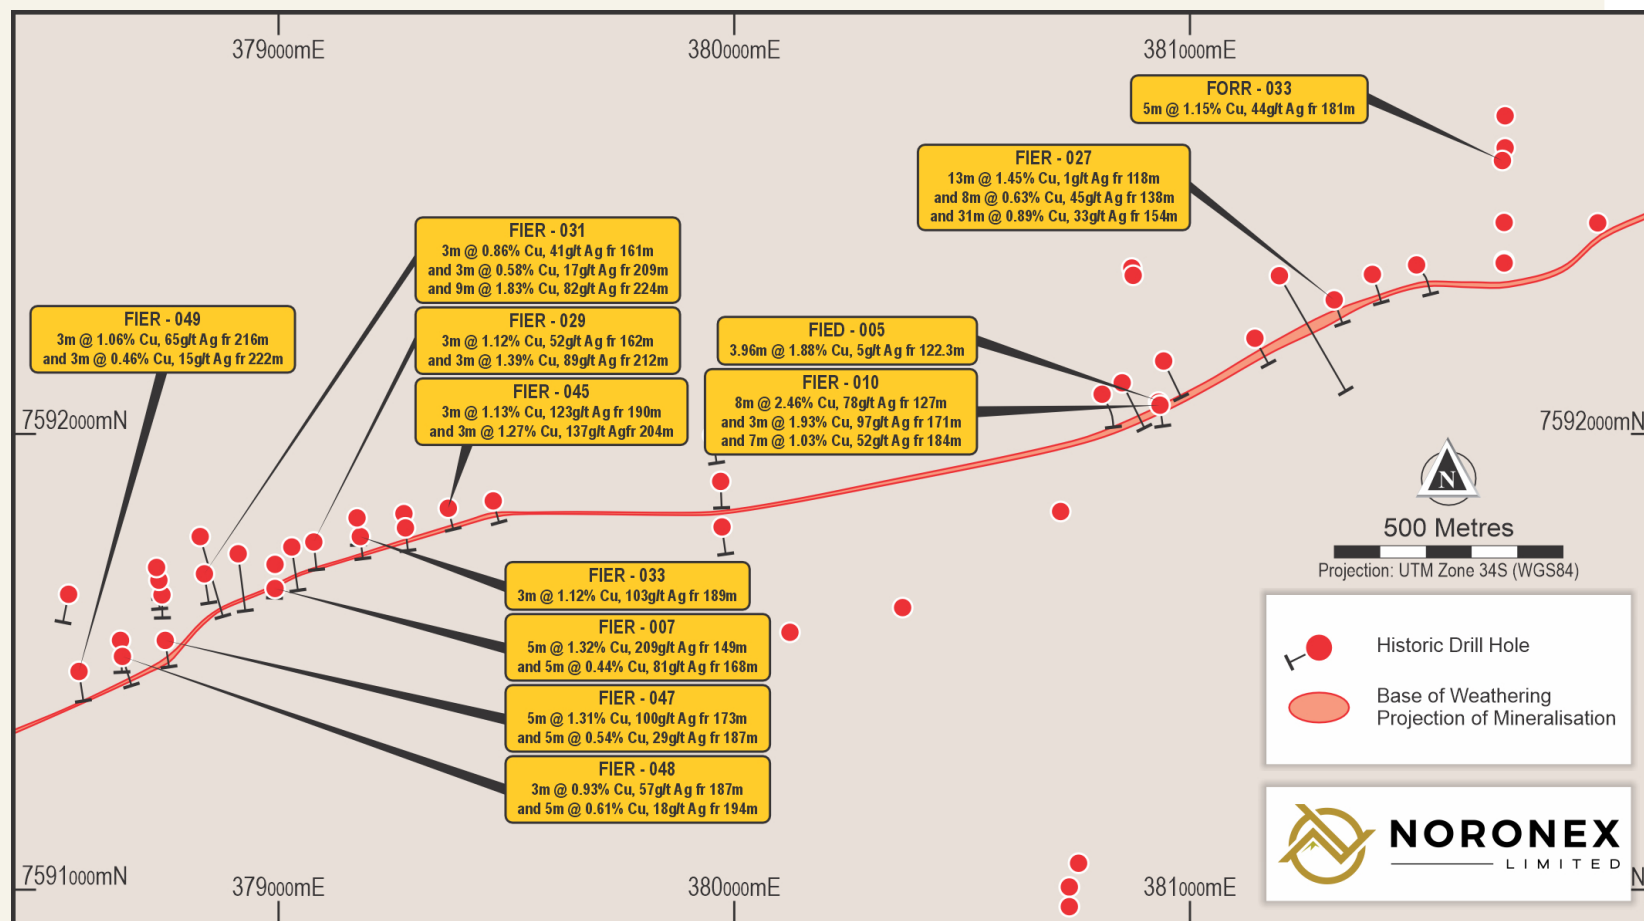 379000mE
380000mE
381000mE
FORR - 033
5m @ 1.15% Cu, 44g/t Ag fr 181m
FIER - 027
13m @ 1.45% Cu, 1g/t Ag fr 118m
and 8m @ 0.63% Cu, 45g/t Ag fr 138m
and 31m @ 0.89% Cu, 33g/t Ag fr 154m
FIER - 031
3m @ 0.86% Cu, 41g/t Ag fr 161m
and 3m @ 0.58% Cu, 17g/t Ag fr 209m
and 9m @ 1.83% Cu, 82g/t Ag fr 224m
FIER - 049
3m @ 1.06% Cu, 65g/t Ag fr 216m
and 3m @ 0.46% Cu, 15g/t Ag fr 222m
FIER - 029
3m @ 1.12% Cu, 52g/t Ag fr 162m
and 3m @ 1.39% Cu, 89g/t Ag fr 212m
FIED - 005
3.96m @ 1.88% Cu, 5g/t Ag fr 122.3m
FIER - 045
3m @ 1.13% Cu, 123g/t Ag fr 190m
and 3m @ 1.27% Cu, 137g/t Agfr 204m
FIER - 010
8m @ 2.46% Cu, 78g/t Ag fr 127m
and 3m @ 1.93% Cu, 97g/t Ag fr 171m
and 7m @ 1.03% Cu, 52g/t Ag fr 184m
7592000mN
7592000mN
N
500 Metres
Projection: UTM Zone 34S (WGS84)
FIER - 033
3m @ 1.12% Cu, 103g/t Ag fr 189m
FIER - 007
5m @ 1.32% Cu, 209g/t Ag fr 149m
and 5m @ 0.44% Cu, 81g/t Ag fr 168m
FIER - 047
5m @ 1.31% Cu, 100g/t Ag fr 173m
and 5m @ 0.54% Cu, 29g/t Ag fr 187m
FIER - 048
3m @ 0.93% Cu, 57g/t Ag fr 187m
and 5m @ 0.61% Cu, 18g/t Ag fr 194m
Historic Drill Hole
Base of Weathering
Projection of Mineralisation
NORONEX
LIMITED
7591000mN
N
379000mE
380000mE
381000mE